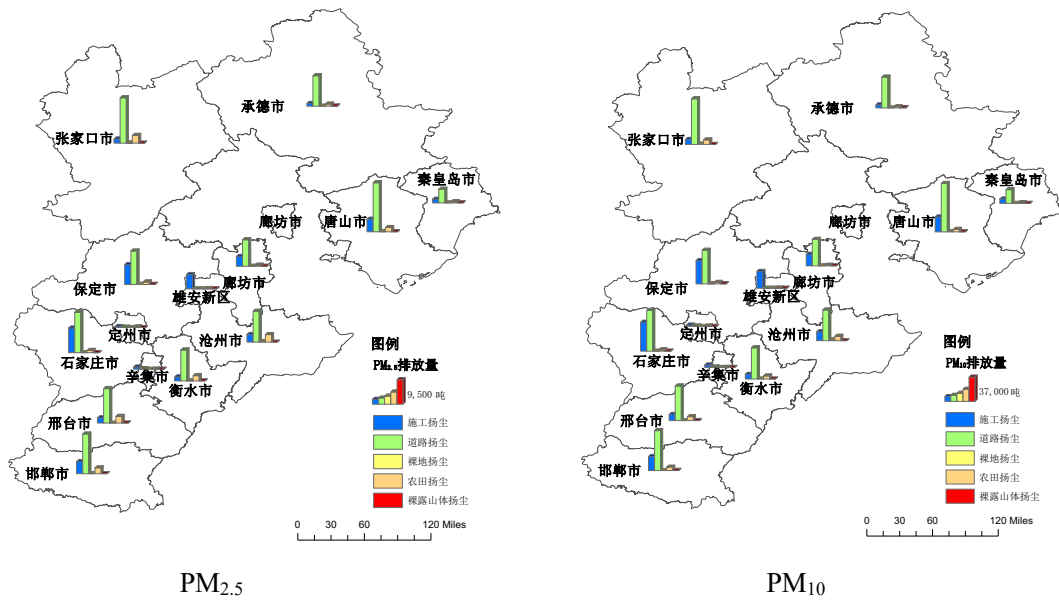 承德市
张家口市
秦皇岛市
廊坊市
唐山市
保定市
廊坊市
雄安新区
定州市
沧州市
石家庄市
辛集市
衡水市
邢台市
邯郸市
图例
PM2.5排放量
9,500 吨
施工扬尘
道路扬尘
裸地扬尘
农田扬尘
裸露山体扬尘
0 30 60 120 Miles
PM2.5
承德市
张家口市
秦皇岛市
廊坊市
唐山市
保定市
廊坊市
雄安新区
定州市
沧州市
石家庄市
辛集市
衡水市
邢台市
邯郸市
图例
PM10排放量
37,000 吨
施工扬尘
道路扬尘
裸地扬尘
农田扬尘
裸露山体扬尘
0 30 60 120 Miles
PM10